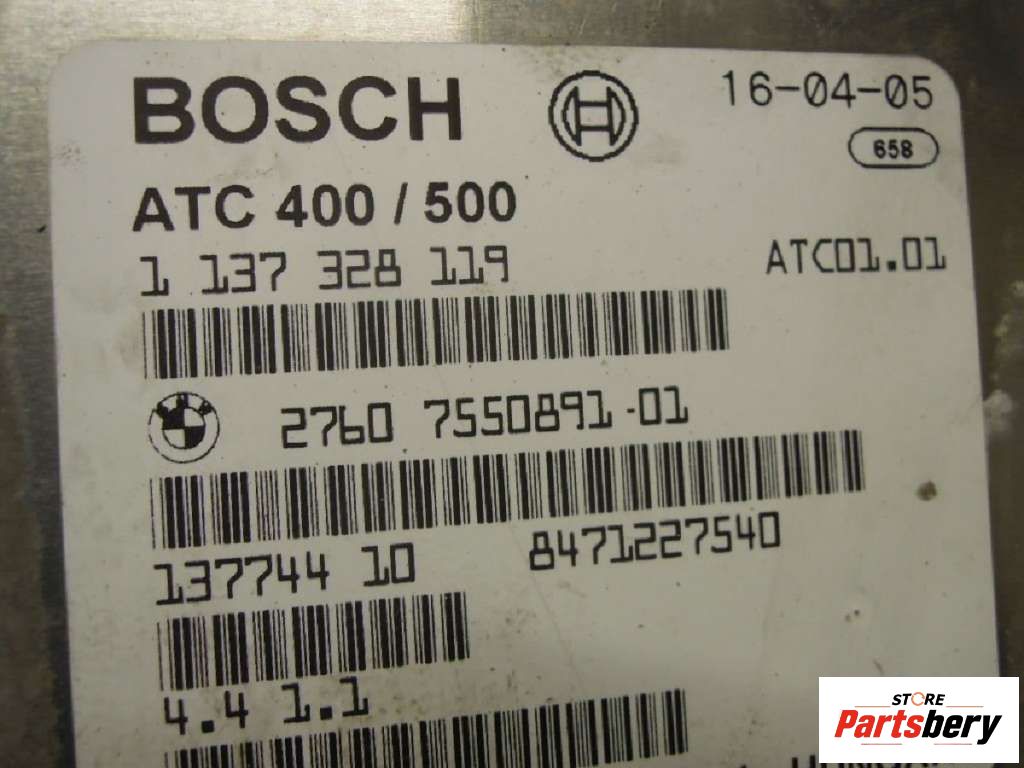 BOSCH
16-04-05
658
ATC 400 / 500
1 137 328 119
ATC01.01
BMW
2760 7550891-01
137744 10
8471227540
4.4 1.1
STORE
Partsbery